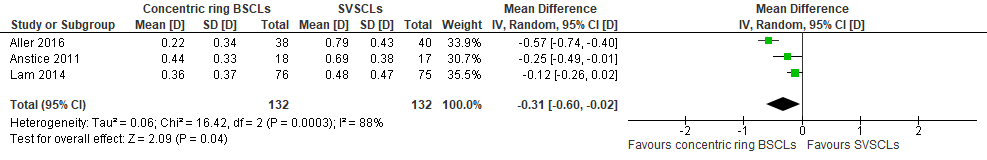 Concentric ring BSCLs SVSCLs Mean Difference Mean Difference
Study or Subgroup Mean [D] SD [D] Total Mean [D] SD [D] Total Weight IV, Random, 95% CI [D] IV, Random, 95% CI [D]
Aller 2016 0.22 0.34 38 0.79 0.43 40 33.9% -0.57 [-0.74, -0.40]
Anstice 2011 0.44 0.33 18 0.69 0.38 17 30.7% -0.25 [-0.49, -0.01]
Lam 2014 0.36 0.37 76 0.48 0.47 75 35.5% -0.12 [-0.26, 0.02]
Total (95% CI) 132 132 100.0% -0.31 [-0.60, -0.02]
Heterogeneity: Tau² = 0.06; Chi² = 16.42, df = 2 (P = 0.0003); I² = 88%
Test for overall effect: Z = 2.09 (P = 0.04)
-2 -1 0 1 2
Favours concentric ring BSCLs Favours SVSCLs